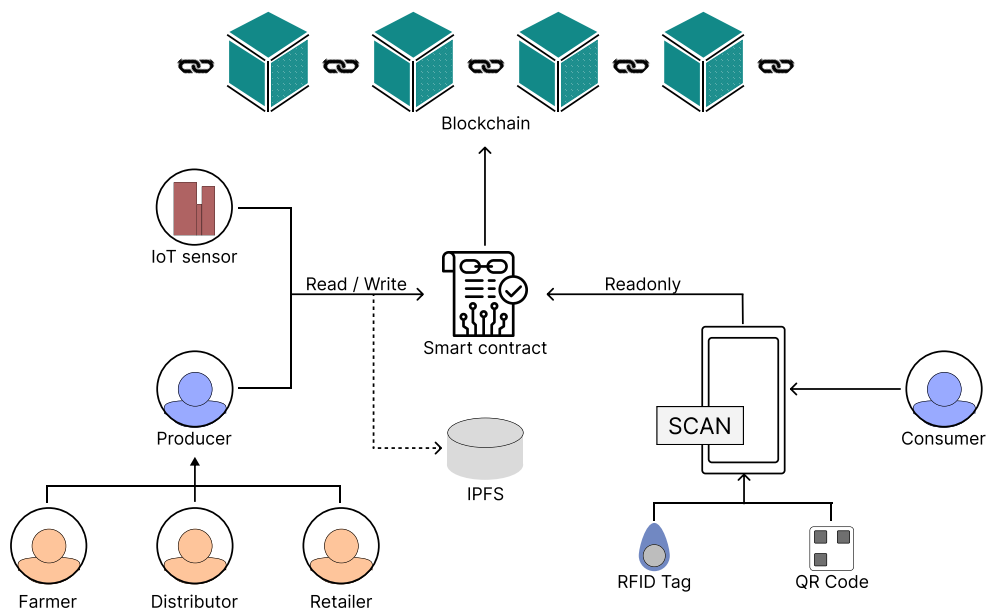 Blockchain
IoT sensor
Read / Write
Readonly
Smart contract
SCAN
Producer
Consumer
IPFS
RFID Tag
QR Code
Farmer
Distributor
Retailer